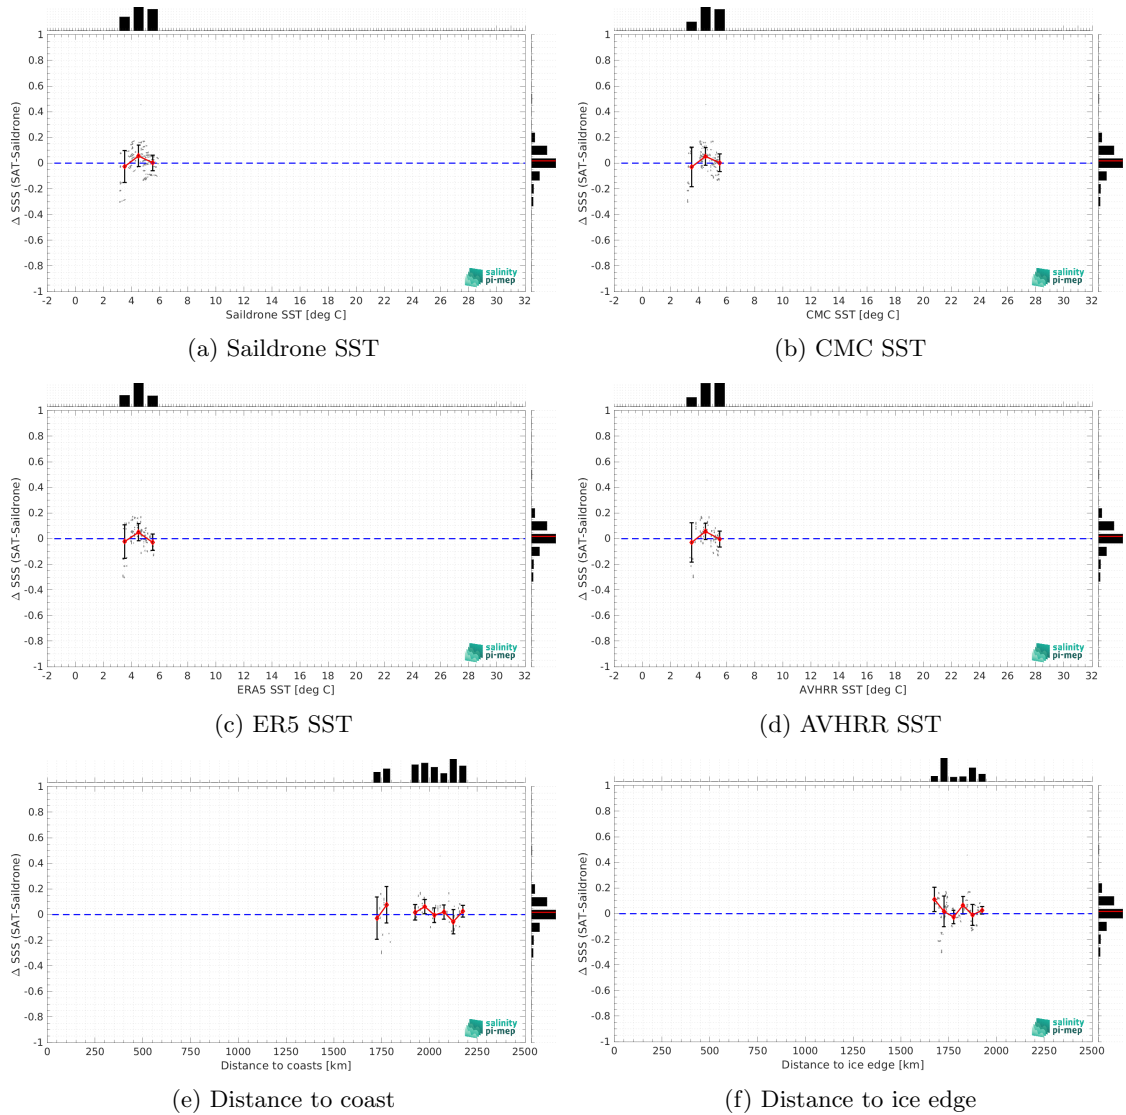 1
0.8
0.6
0.4
0.2
0
-0.2
-0.4
-0.6
-0.8
-1
Δ SSS (SAT-Saildrone)
salinity
pi-mep
-2 0 2 4 6 8 10 12 14 16 18 20 22 24 26 28 30 32
Saildrone SST [deg C]
(a) Saildrone SST
1
0.8
0.6
0.4
0.2
0
-0.2
-0.4
-0.6
-0.8
-1
Δ SSS (SAT-Saildrone)
salinity
pi-mep
-2 0 2 4 6 8 10 12 14 16 18 20 22 24 26 28 30 32
CMC SST [deg C]
(b) CMC SST
1
0.8
0.6
0.4
0.2
0
-0.2
-0.4
-0.6
-0.8
-1
Δ SSS (SAT-Saildrone)
salinity
pi-mep
-2 0 2 4 6 8 10 12 14 16 18 20 22 24 26 28 30 32
ERA5 SST [deg C]
(c) ER5 SST
1
0.8
0.6
0.4
0.2
0
-0.2
-0.4
-0.6
-0.8
-1
Δ SSS (SAT-Saildrone)
salinity
pi-mep
-2 0 2 4 6 8 10 12 14 16 18 20 22 24 26 28 30 32
AVHRR SST [deg C]
(d) AVHRR SST
1
0.8
0.6
0.4
0.2
0
-0.2
-0.4
-0.6
-0.8
-1
Δ SSS (SAT-Saildrone)
salinity
pi-mep
0 250 500 750 1000 1250 1500 1750 2000 2250 2500
Distance to coasts [km]
(e) Distance to coast
1
0.8
0.6
0.4
0.2
0
-0.2
-0.4
-0.6
-0.8
-1
Δ SSS (SAT-Saildrone)
salinity
pi-mep
0 250 500 750 1000 1250 1500 1750 2000 2250 2500
Distance to ice edge [km]
(f) Distance to ice edge